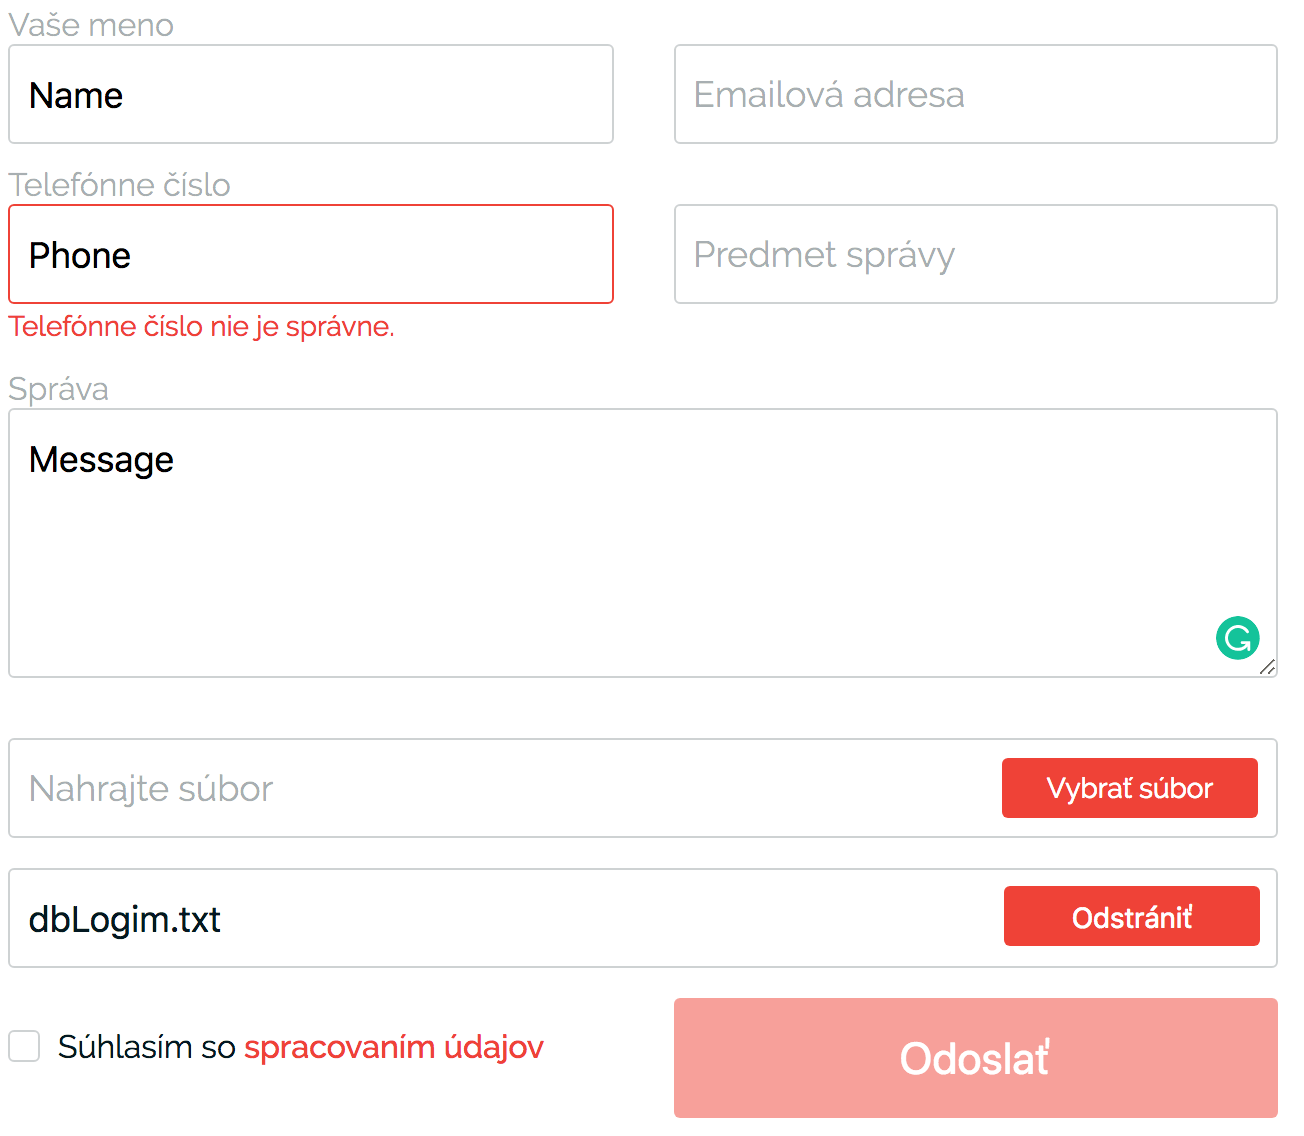 Vaše meno
Name
Emailová adresa
Telefónne číslo
Phone
Predmet správy
Telefónne číslo nie je správne.
Správa
Message
Nahrajte súbor
Vybrať súbor
dbLogim.txt
Odstrániť
Súhlasím so spracovaním údajov
Odoslať